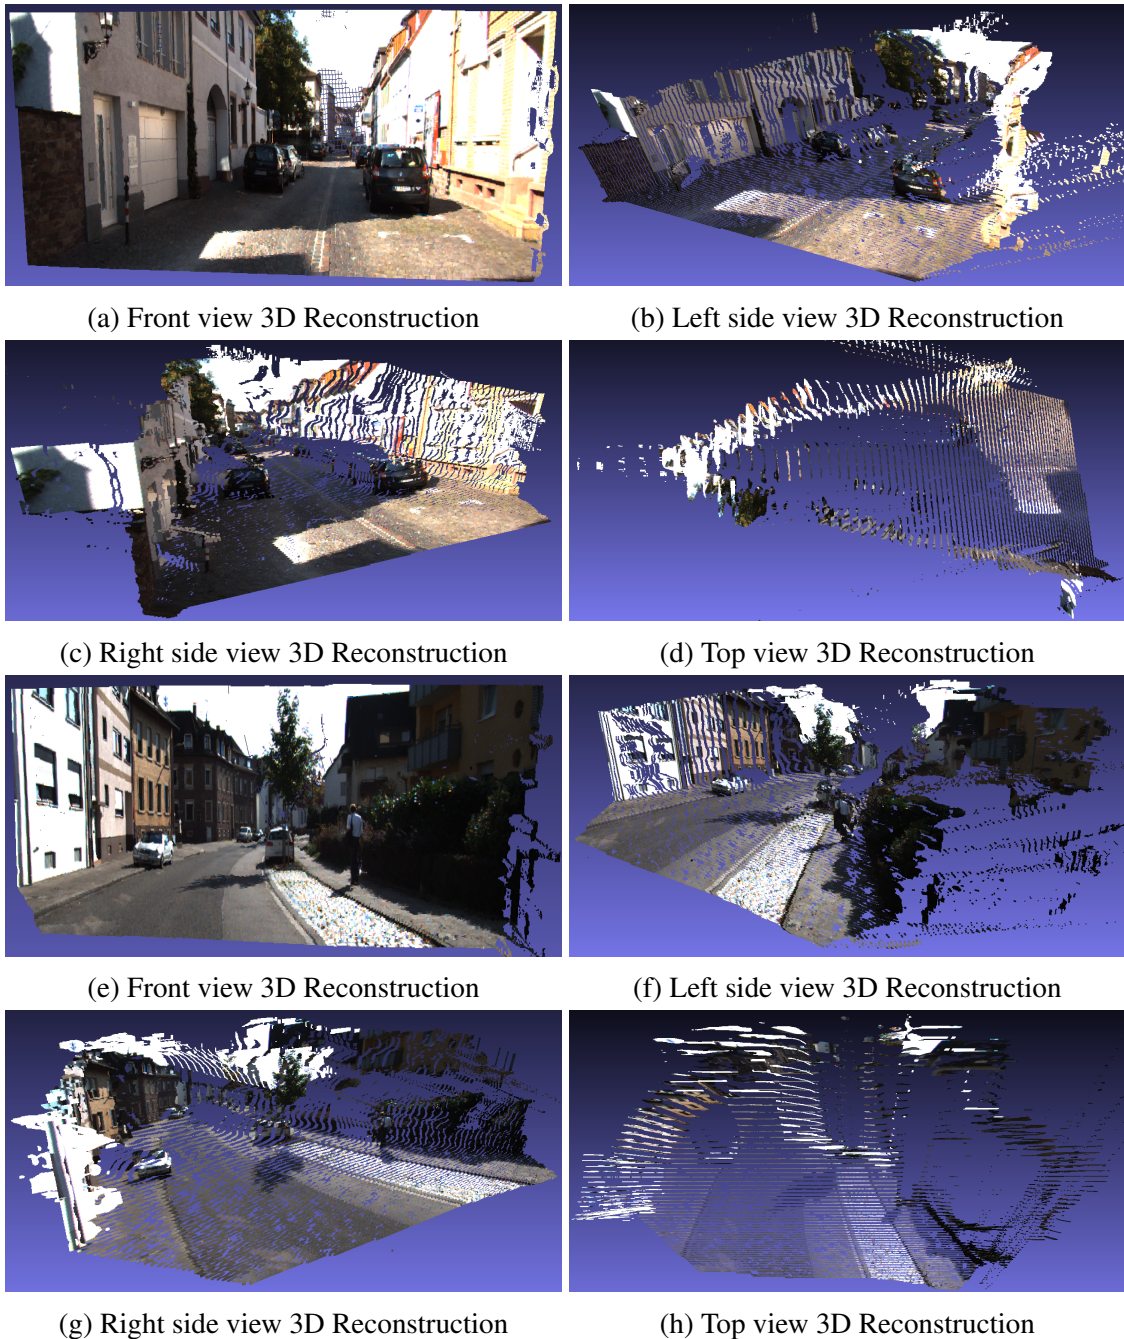 (a) Front view 3D Reconstruction
(b) Left side view 3D Reconstruction
(c) Right side view 3D Reconstruction
(d) Top view 3D Reconstruction
(e) Front view 3D Reconstruction
(f) Left side view 3D Reconstruction
(g) Right side view 3D Reconstruction
(h) Top view 3D Reconstruction